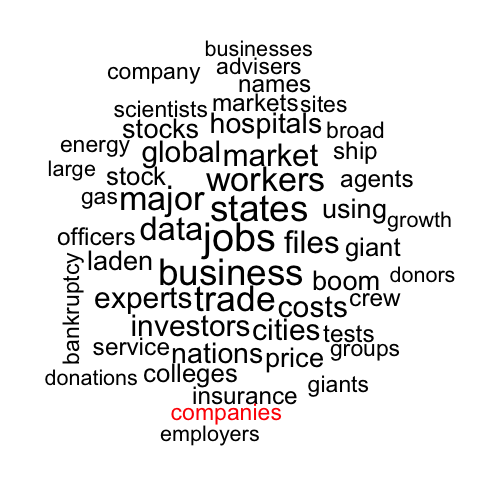 businesses
company advisers
names
scientists markets sites
stocks hospitals broad
energy global market ship
large stock workers agents
gas major states using growth
officers data jobs files giant
laden business boom donors
bankruptcy experts trade costs crew
investors cities tests
service nations price groups
donations colleges giants
insurance
companies
employers